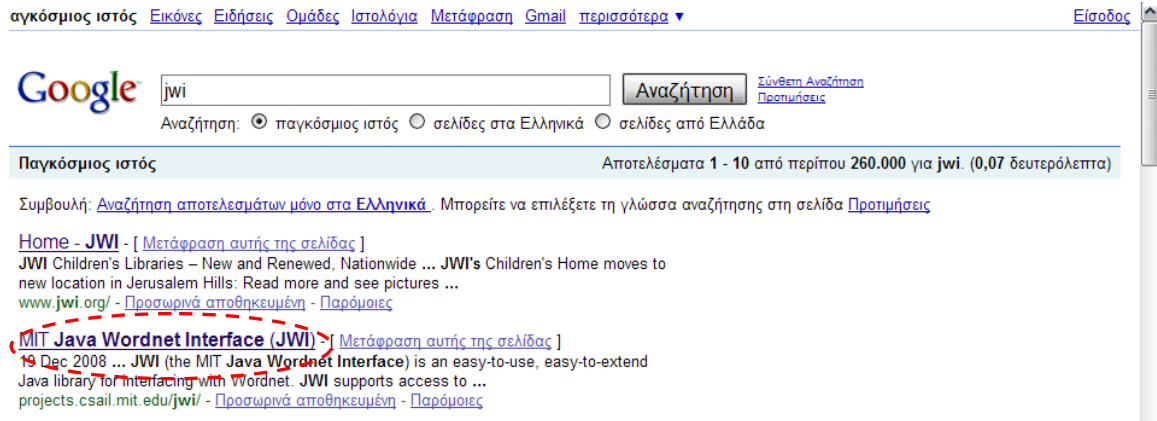 αγκόσμιος ιστός Εικόνες Ειδήσεις Ομάδες Ιστολόγια Μετάφραση Gmail περισσότερα ▼ Είσοδος
Google jwi Αναζήτηση Σύνθετη Αναζήτηση
Προτιμήσεις
Αναζήτηση: παγκόσμιος ιστός σελίδες στα Ελληνικά σελίδες από Ελλάδα
Παγκόσμιος ιστός Αποτελέσματα 1 - 10 από περίπου 260.000 για jwi. (0,07 δευτερόλεπτα)
Συμβουλή: Αναζήτηση αποτελεσμάτων μόνο στα Ελληνικά . Μπορείτε να επιλέξετε τη γλώσσα αναζήτησης στη σελίδα Προτιμήσεις
Home - JWI - [ Μετάφραση αυτής της σελίδας ]
JWI Children's Libraries – New and Renewed, Nationwide ... JWI's Children's Home moves to
new location in Jerusalem Hills: Read more and see pictures ...
www.jwi.org/ - Προσωρινά αποθηκευμένη - Παρόμοιες
MIT Java Wordnet Interface (JWI) - [ Μετάφραση αυτής της σελίδας ]
19 Dec 2008 ... JWI (the MIT Java Wordnet Interface) is an easy-to-use, easy-to-extend
Java library for interfacing with Wordnet. JWI supports access to ...
projects.csail.mit.edu/jwi/ - Προσωρινά αποθηκευμένη - Παρόμοιες